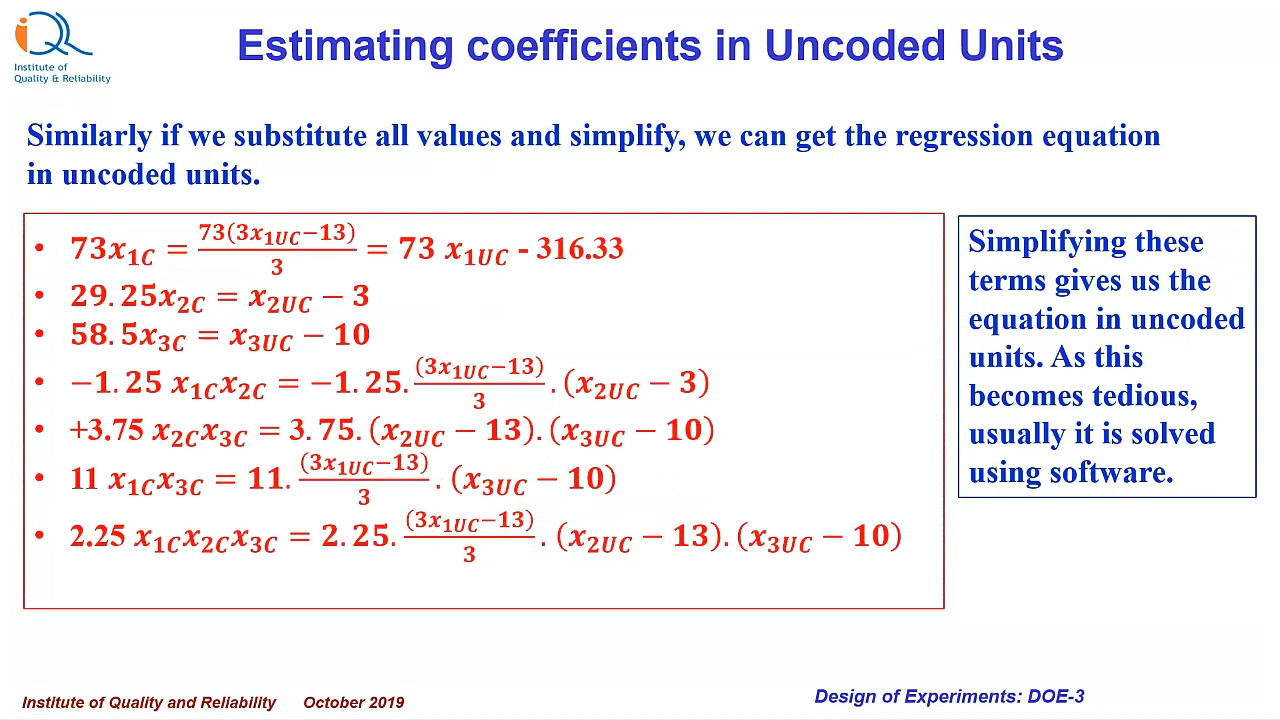 iQR
Institute of
Quality & Reliability
Estimating coefficients in Uncoded Units
Similarly if we substitute all values and simplify, we can get the regression equation
in uncoded units.
• 73x₁C = 73(3x₁UC−13)/3 = 73 x₁UC - 316.33
• 29.25x₂C = x₂UC − 3
• 58.5x₃C = x₃UC − 10
• −1.25 x₁Cx₂C = −1.25.(3x₁UC−13)/3.(x₂UC − 3)
• +3.75 x₂Cx₃C = 3.75.(x₂UC − 13).(x₃UC − 10)
• 11 x₁Cx₃C = 11.(3x₁UC−13)/3.(x₃UC − 10)
• 2.25 x₁Cx₂Cx₃C = 2.25.(3x₁UC−13)/3.(x₂UC − 13).(x₃UC − 10)
Simplifying these
terms gives us the
equation in uncoded
units. As this
becomes tedious,
usually it is solved
using software.
Institute of Quality and Reliability October 2019
Design of Experiments: DOE-3